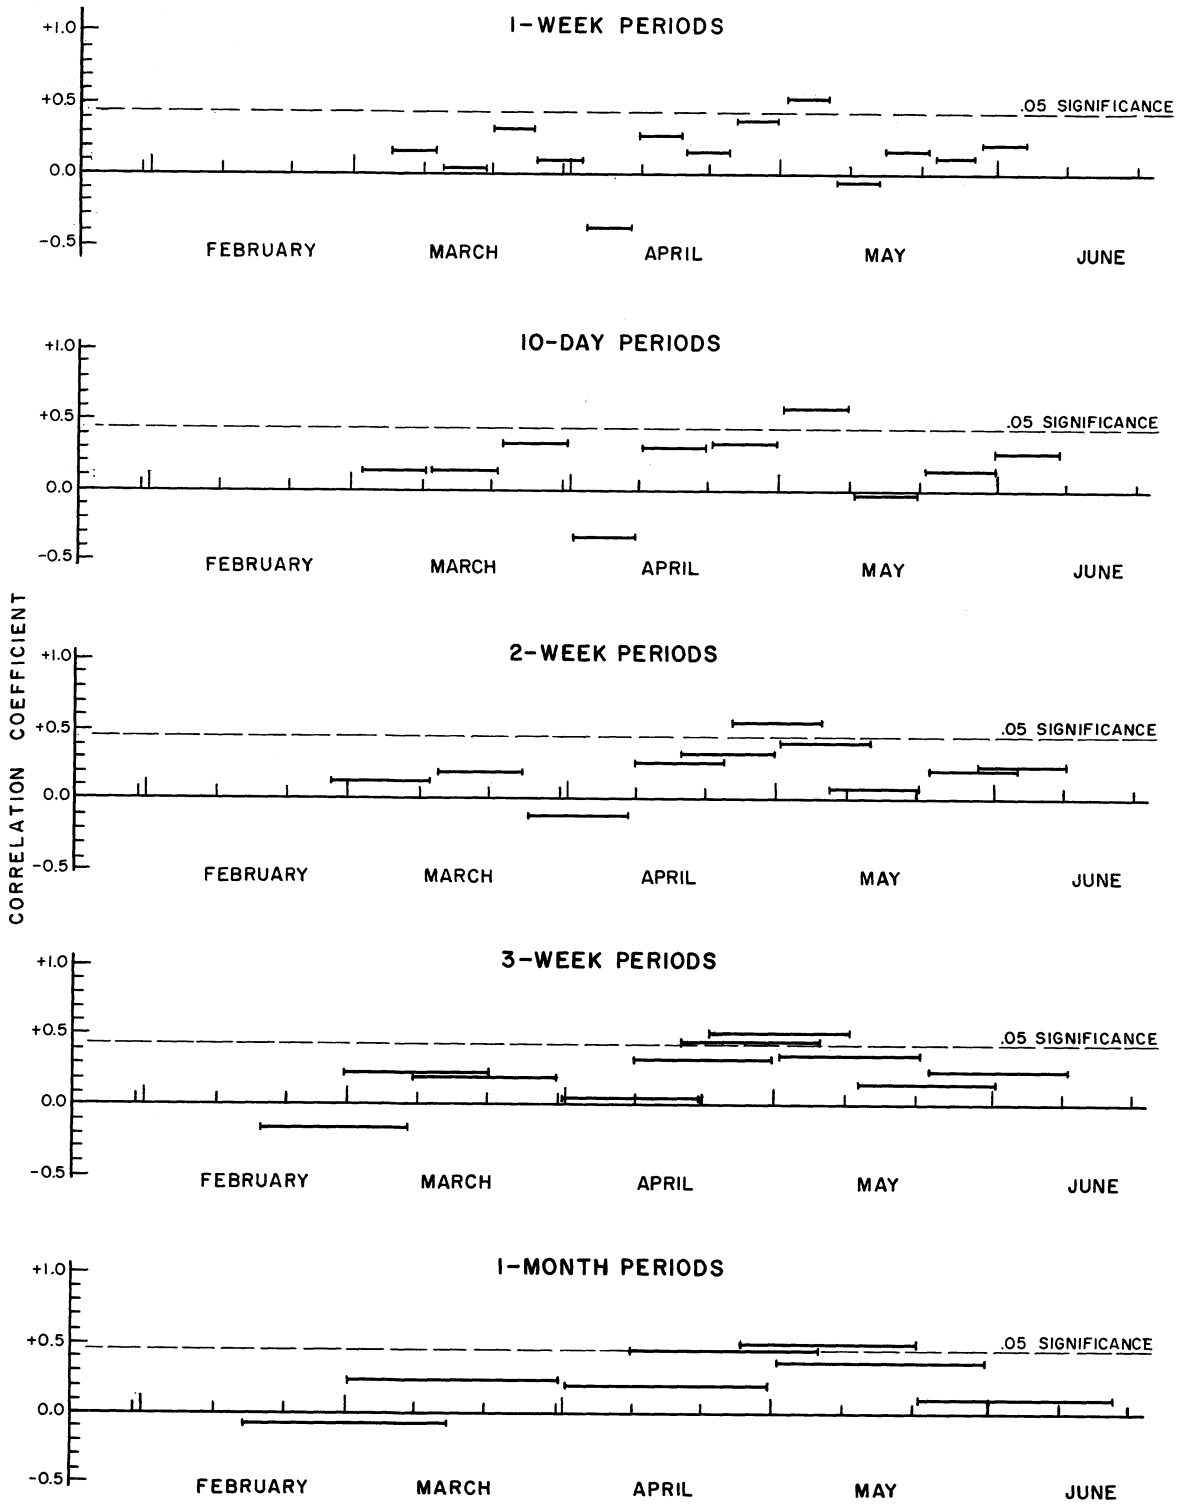 1-WEEK PERIODS
+1.0
+0.5
.05 SIGNIFICANCE
0.0
-0.5
FEBRUARY MARCH APRIL MAY JUNE
10-DAY PERIODS
+1.0
+0.5
.05 SIGNIFICANCE
0.0
-0.5
FEBRUARY MARCH APRIL MAY JUNE
CORRELATION COEFFICIENT
2-WEEK PERIODS
+1.0
+0.5
.05 SIGNIFICANCE
0.0
-0.5
FEBRUARY MARCH APRIL MAY JUNE
3-WEEK PERIODS
+1.0
+0.5
.05 SIGNIFICANCE
0.0
-0.5
FEBRUARY MARCH APRIL MAY JUNE
1-MONTH PERIODS
+1.0
+0.5
.05 SIGNIFICANCE
0.0
-0.5
FEBRUARY MARCH APRIL MAY JUNE